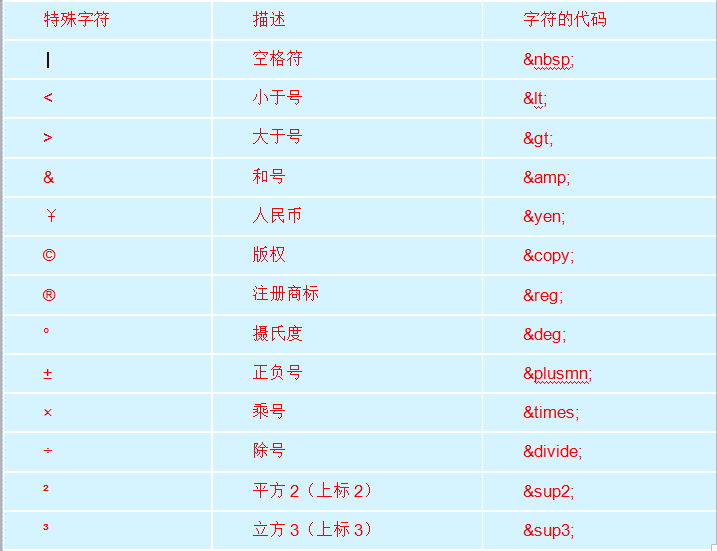 特殊字符 描述 字符的代码
空格符 &nbsp;
< 小于号 &lt;
> 大于号 &gt;
& 和号 &amp;
¥ 人民币 &yen;
© 版权 &copy;
® 注册商标 &reg;
° 摄氏度 &deg;
± 正负号 &plusmn;
× 乘号 &times;
÷ 除号 &divide;
² 平方2（上标2） &sup2;
³ 立方3（上标3） &sup3;